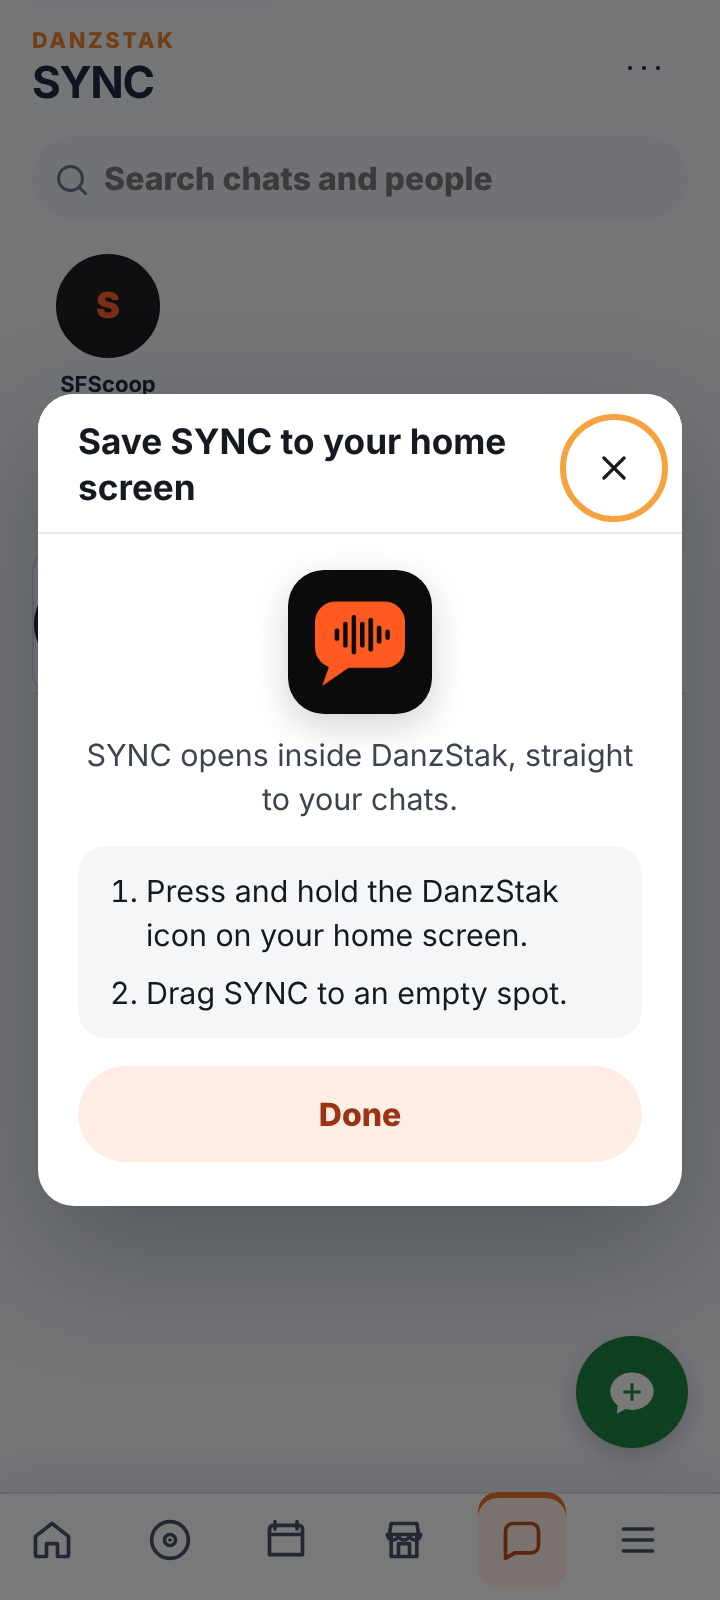 DANZSTAK
SYNC
Search chats and people
S
SFScoop
Save SYNC to your home
screen
SYNC opens inside DanzStak, straight
to your chats.
1. Press and hold the DanzStak
icon on your home screen.
2. Drag SYNC to an empty spot.
Done